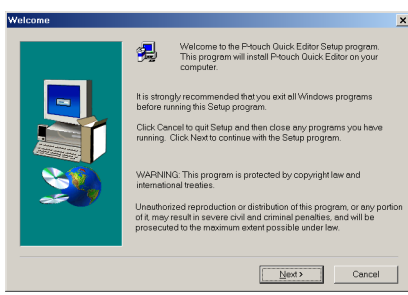 Welcome
Welcome to the P-touch Quick Editor Setup program.
This program will install P-touch Quick Editor on your
computer.
It is strongly recommended that you exit all Windows programs
before running this Setup program.
Click Cancel to quit Setup and then close any programs you have
running. Click Next to continue with the Setup program.
WARNING: This program is protected by copyright law and
international treaties.
Unauthorized reproduction or distribution of this program, or any portion
of it, may result in severe civil and criminal penalties, and will be
prosecuted to the maximum extent possible under law.
Next >
Cancel